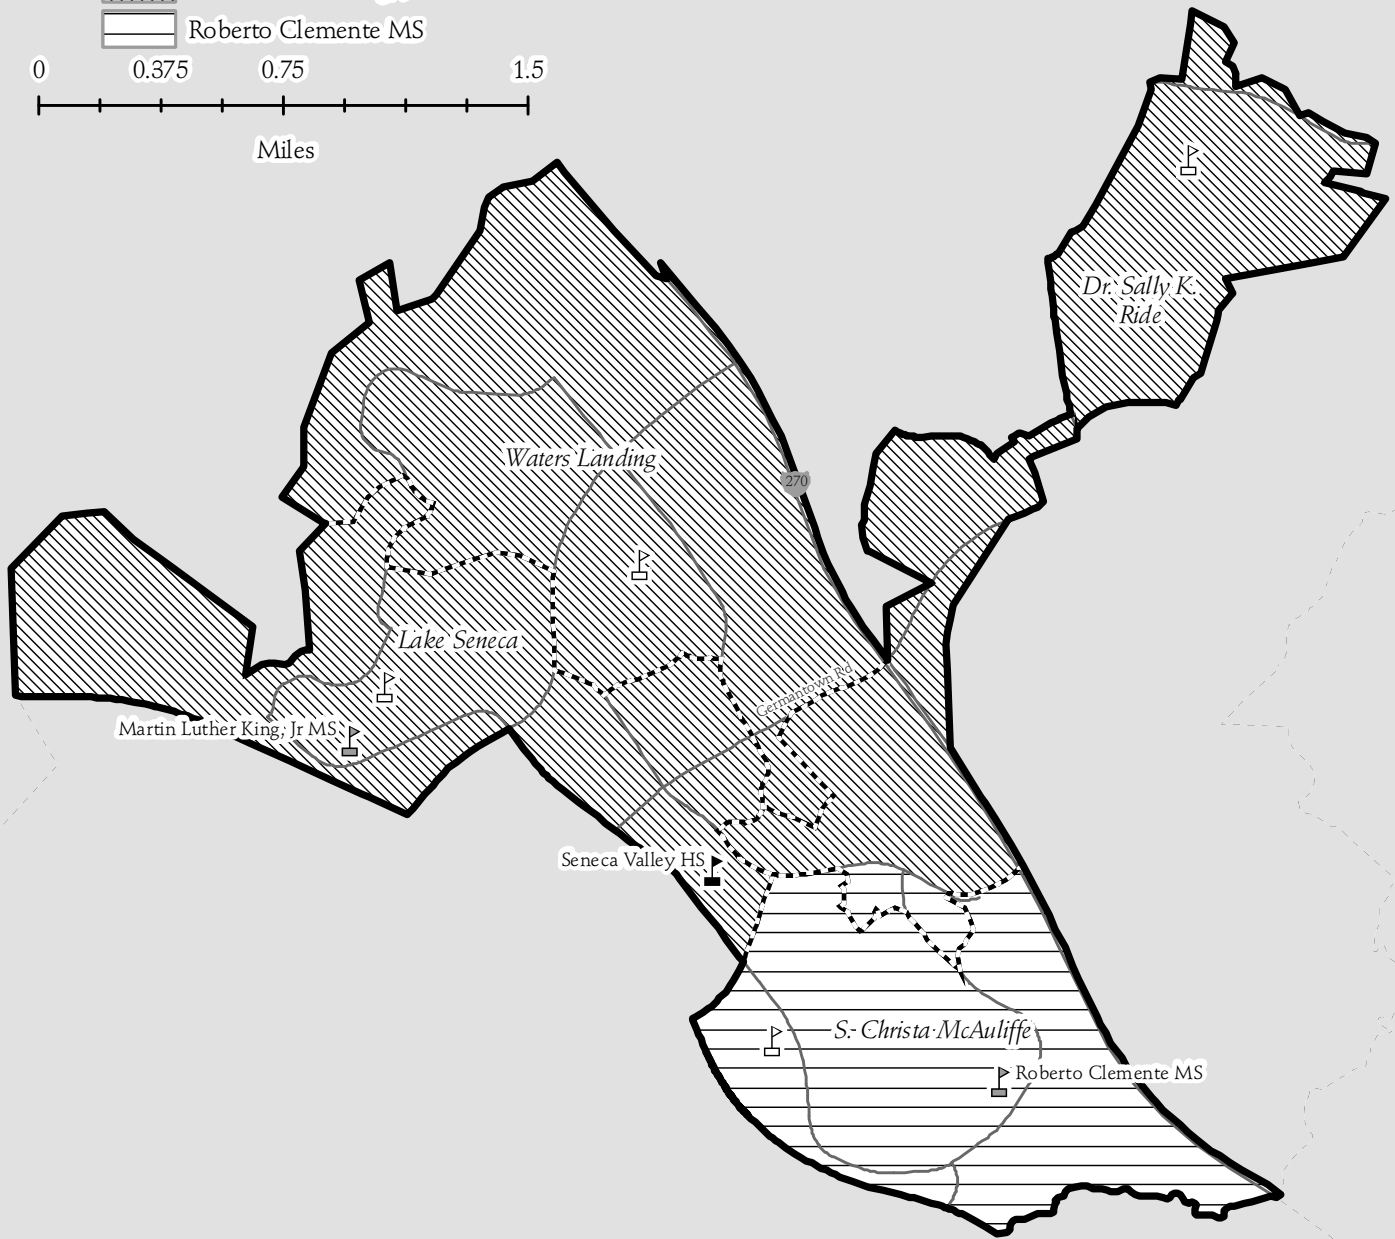 Roberto Clemente MS
0 0.375 0.75 1.5
Miles
Dr. Sally K.
Ride
Waters Landing
270
Lake Seneca
Germantown Rd
Martin Luther King, Jr MS
Seneca Valley HS
S. Christa McAuliffe
Roberto Clemente MS